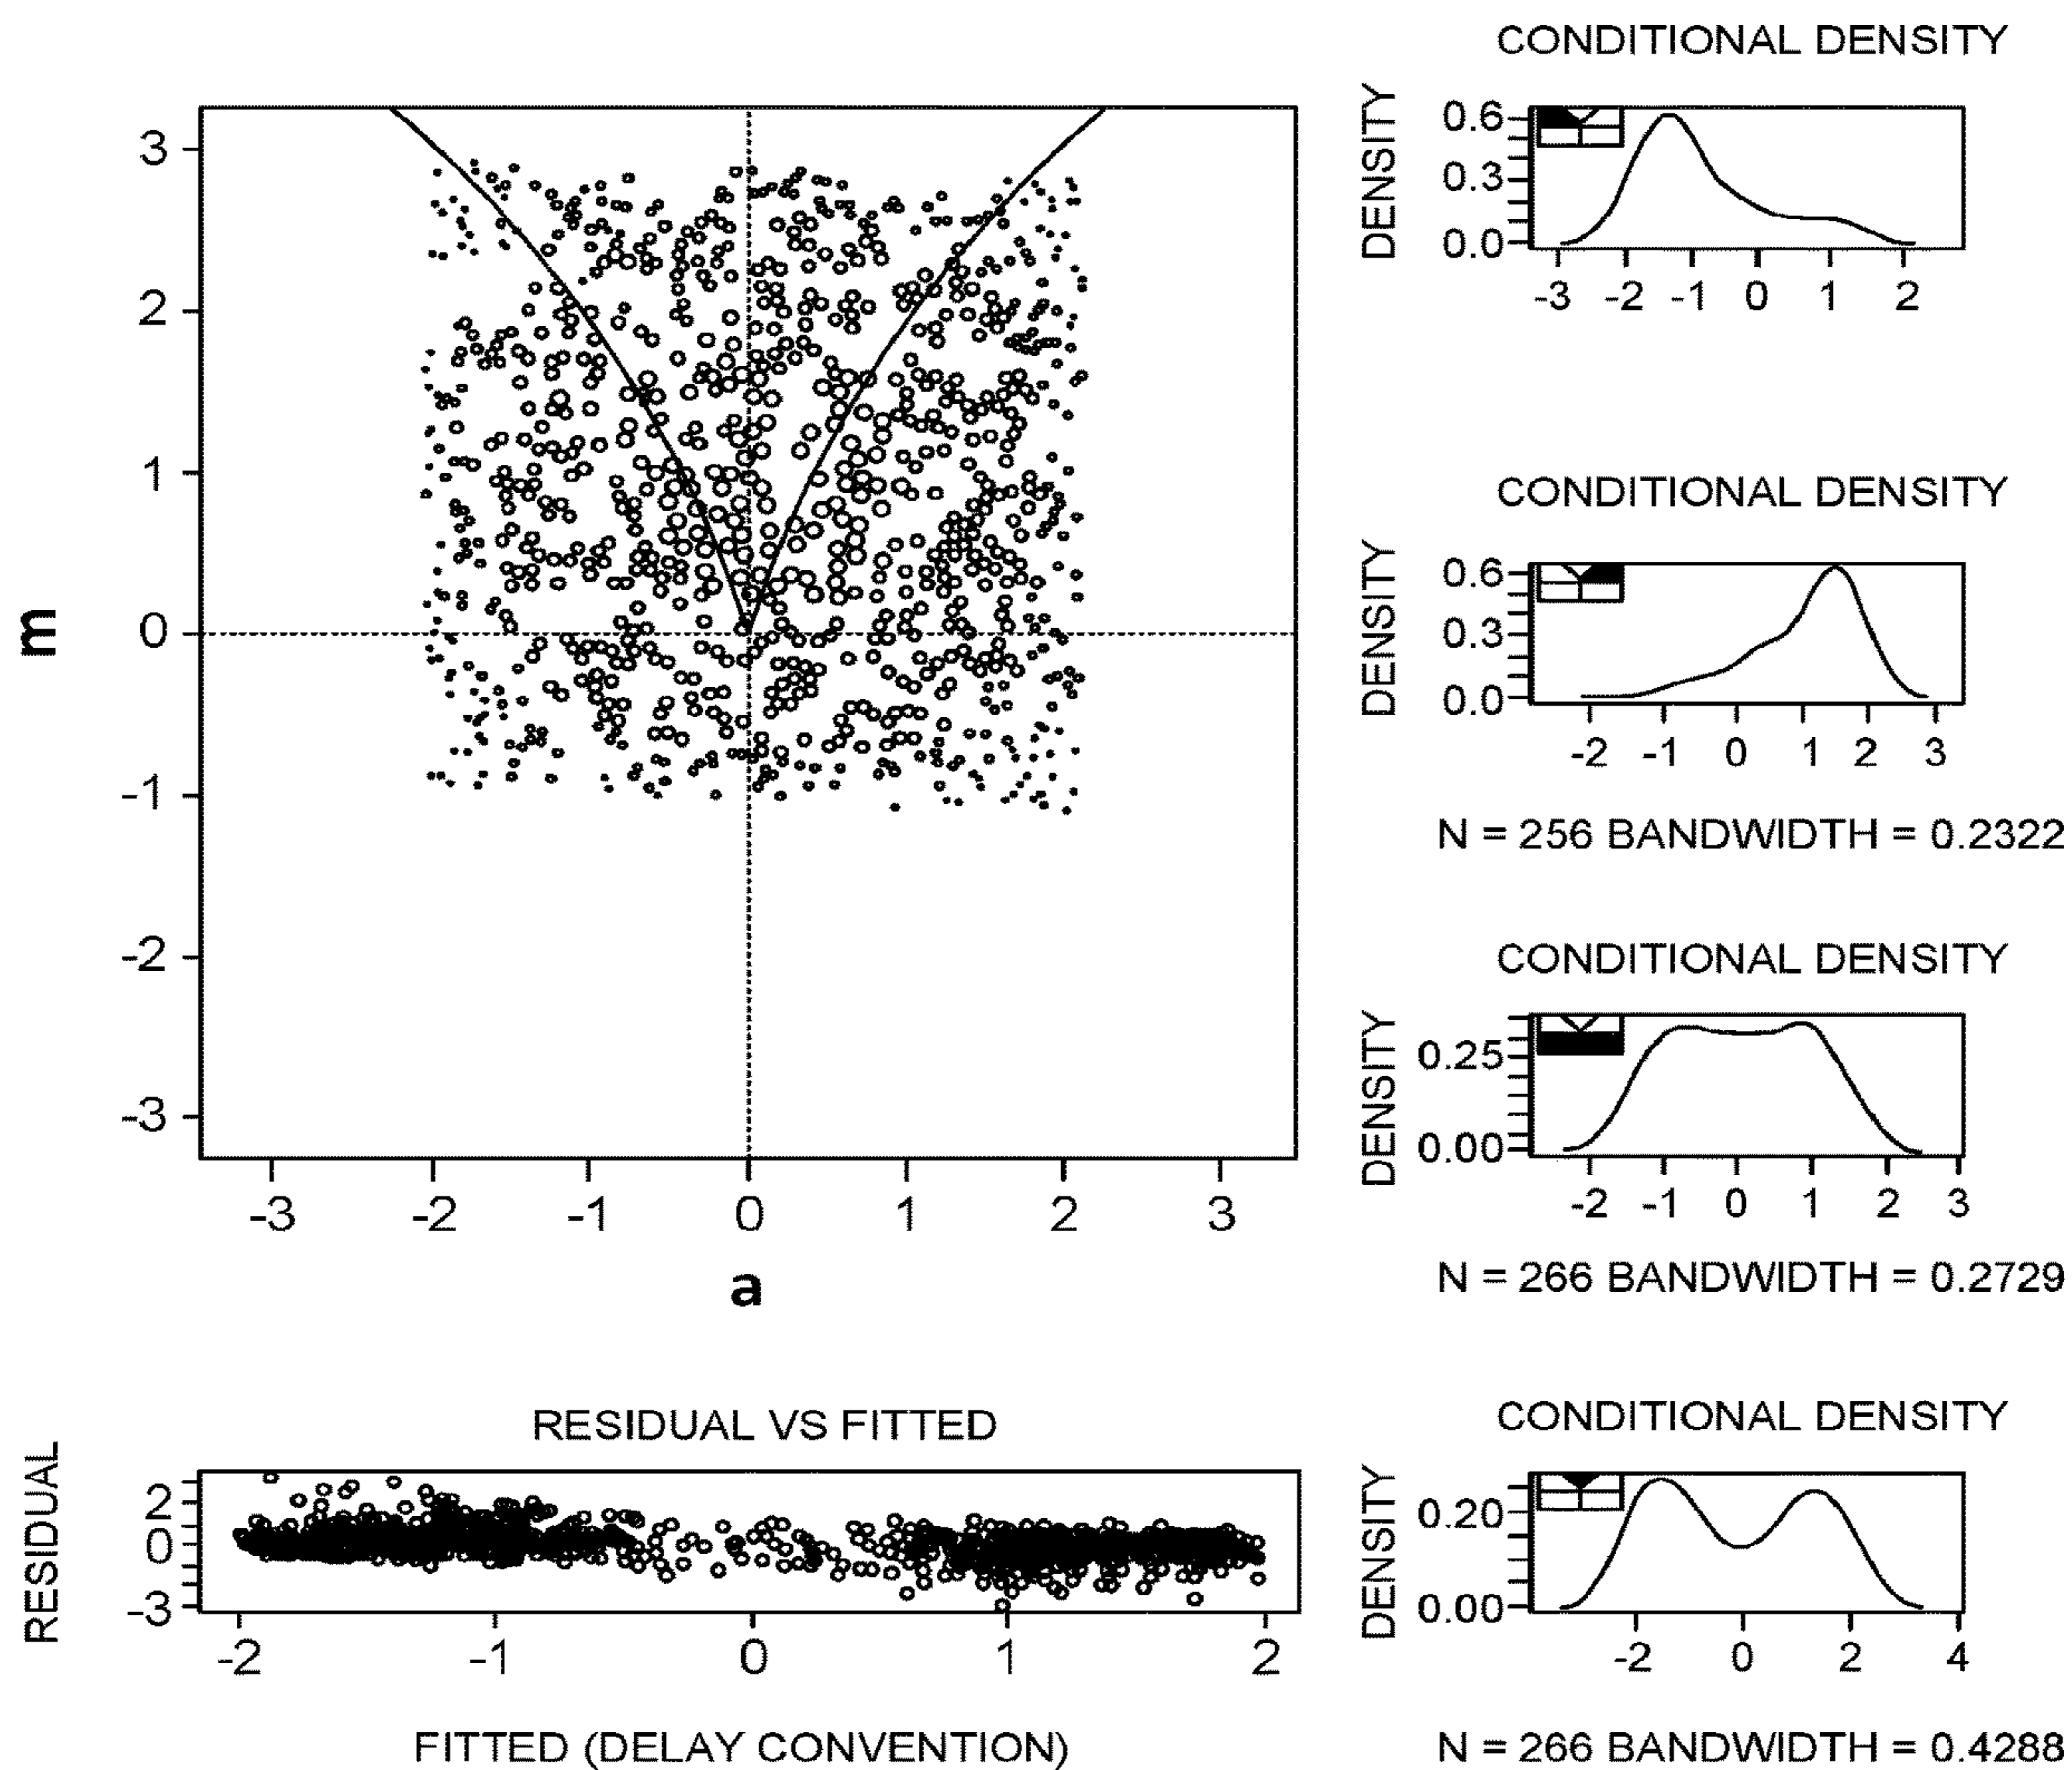 3
2
1
0
-1
-2
-3
m
-3 -2 -1 0 1 2 3
a
RESIDUAL VS FITTED
RESIDUAL
2
0
-3
-2 -1 0 1 2
FITTED (DELAY CONVENTION)
CONDITIONAL DENSITY
DENSITY
0.6
0.3
0.0
-3 -2 -1 0 1 2
CONDITIONAL DENSITY
DENSITY
0.6
0.3
0.0
-2 -1 0 1 2 3
N = 256 BANDWIDTH = 0.2322
CONDITIONAL DENSITY
DENSITY
0.25
0.00
-2 -1 0 1 2 3
N = 266 BANDWIDTH = 0.2729
CONDITIONAL DENSITY
DENSITY
0.20
0.00
-2 0 2 4
N = 266 BANDWIDTH = 0.4288